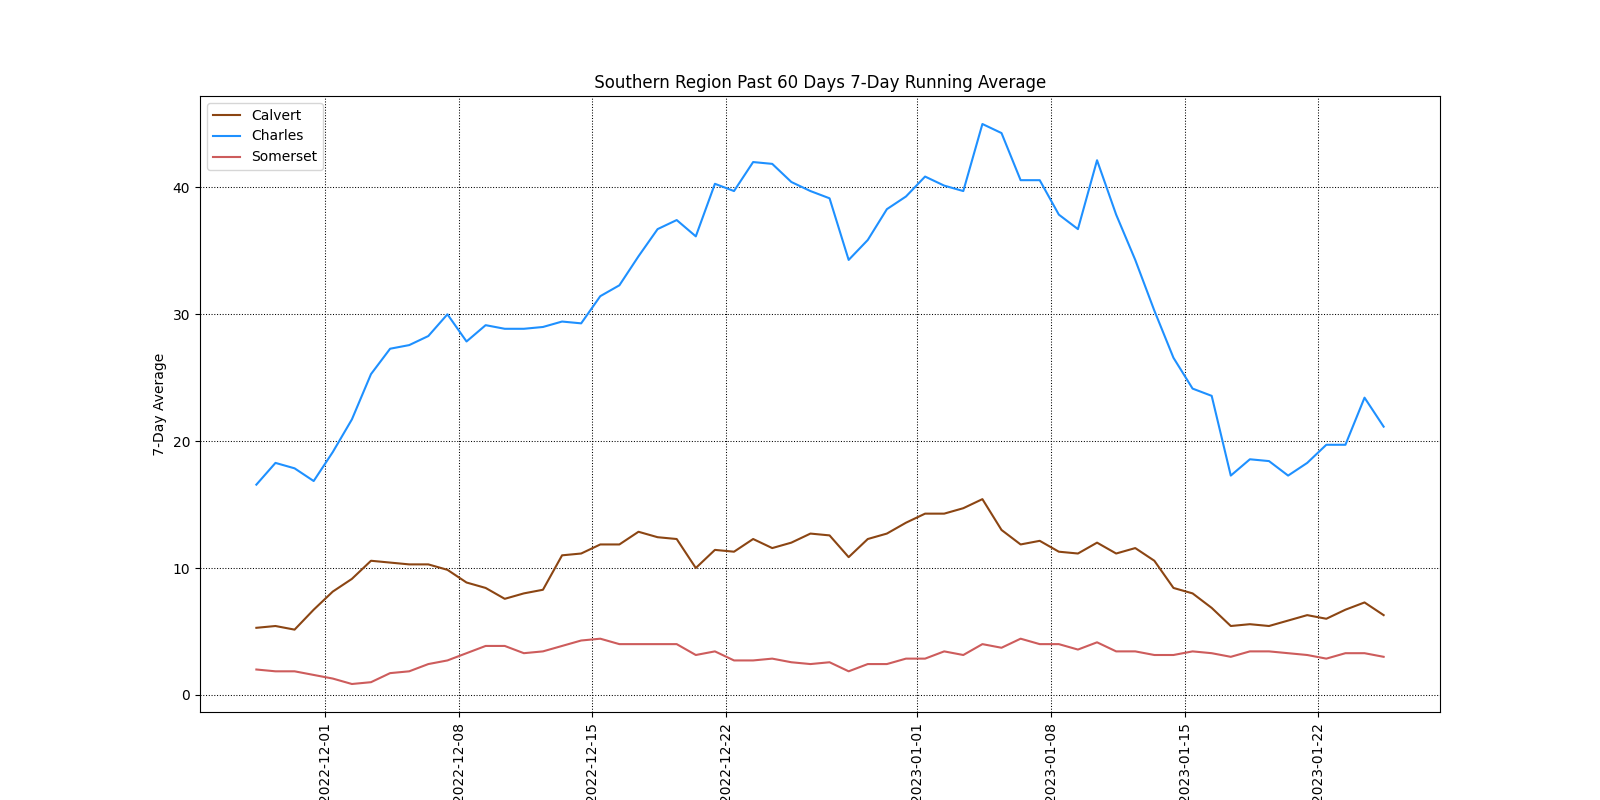 Southern Region Past 60 Days 7-Day Running Average
Calvert
Charles
Somerset
7-Day Average
40
30
20
10
0
2022-12-01
2022-12-08
2022-12-15
2022-12-22
2023-01-01
2023-01-08
2023-01-15
2023-01-22